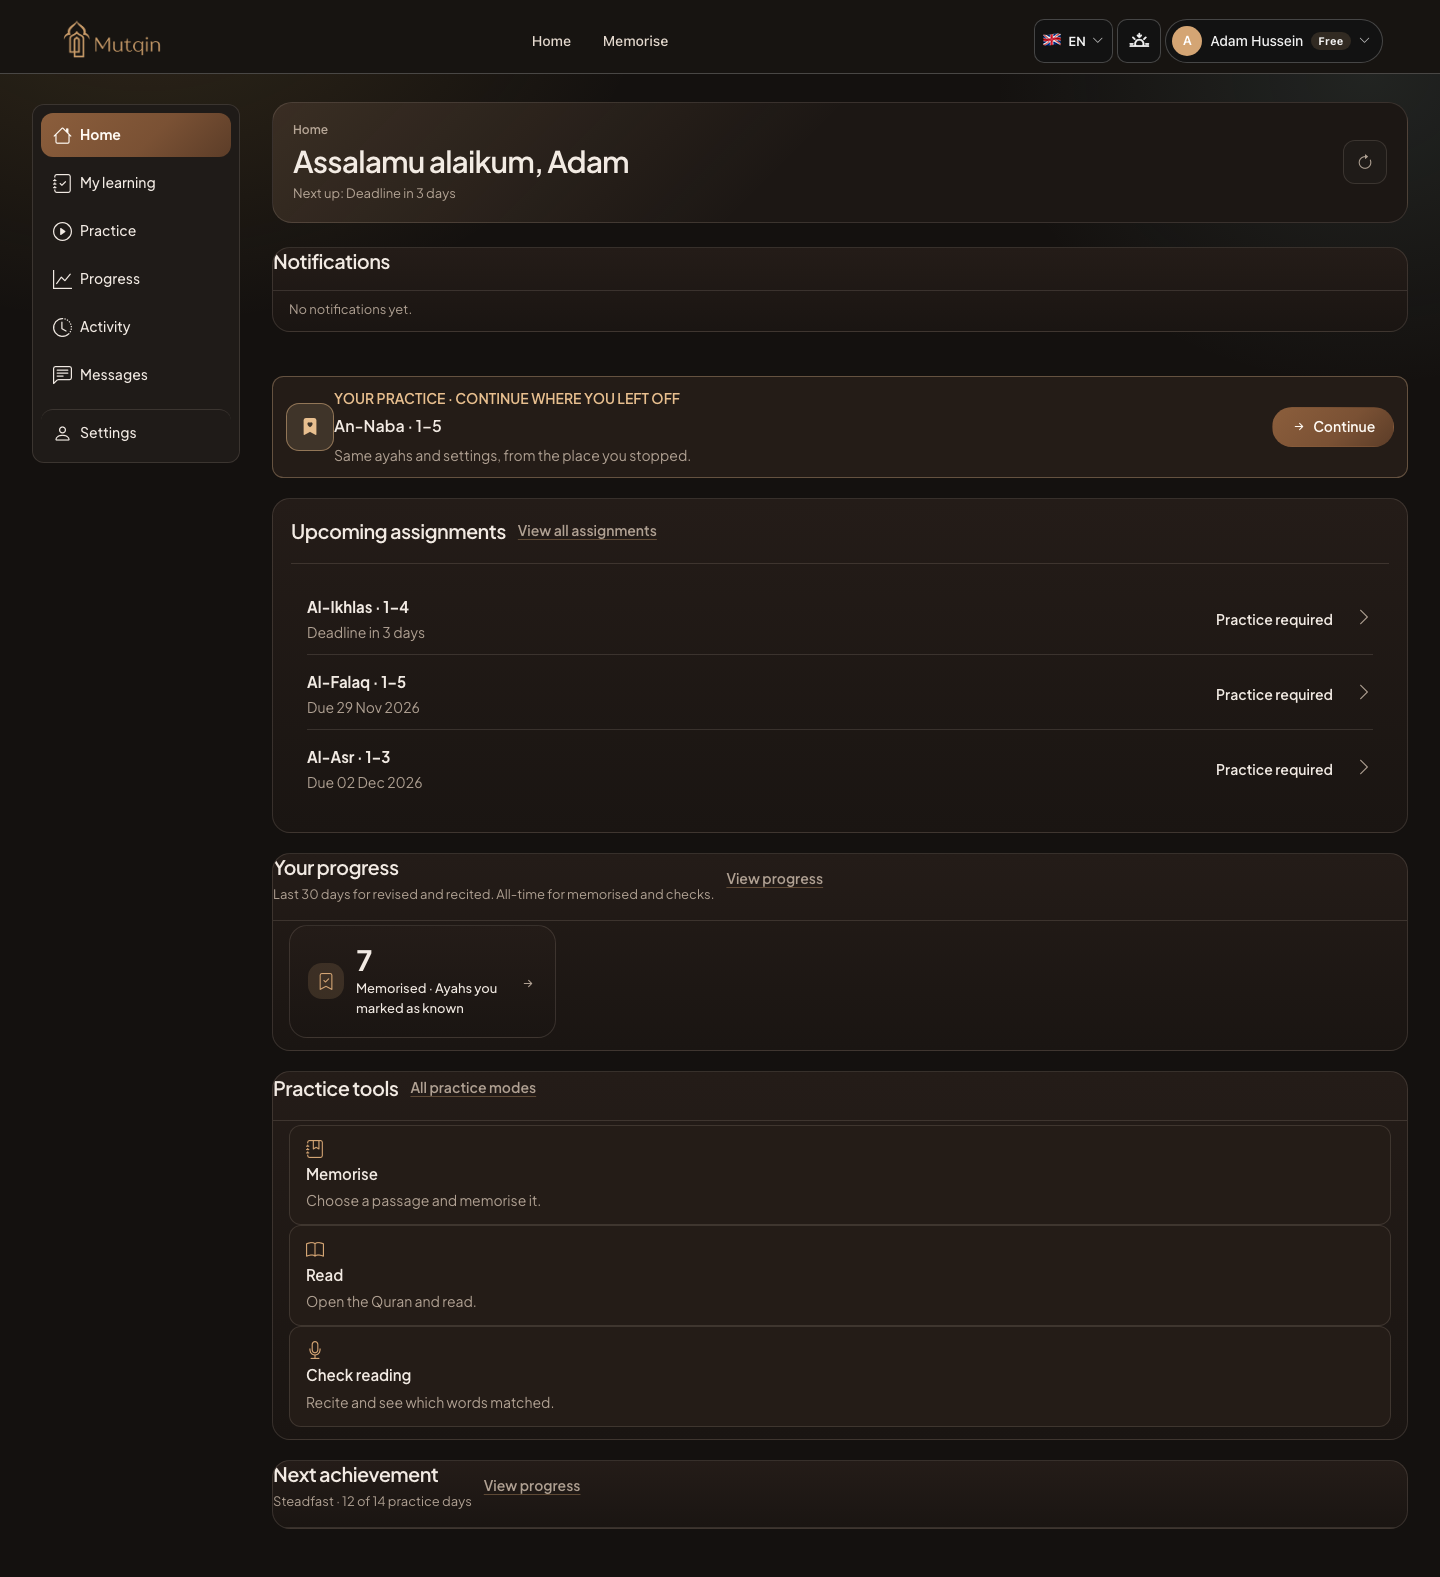 Mutqin
Home
Memorise
EN
A
Adam Hussein
Free
Home
My learning
Practice
Progress
Activity
Messages
Settings
Home
Assalamu alaikum, Adam
Next up: Deadline in 3 days
Notifications
No notifications yet.
YOUR PRACTICE · CONTINUE WHERE YOU LEFT OFF
An-Naba · 1–5
Same ayahs and settings, from the place you stopped.
Continue
Upcoming assignments
View all assignments
Al-Ikhlas · 1–4
Deadline in 3 days
Practice required
Al-Falaq · 1–5
Due 29 Nov 2026
Practice required
Al-Asr · 1–3
Due 02 Dec 2026
Practice required
Your progress
Last 30 days for revised and recited. All-time for memorised and checks.
View progress
7
Memorised · Ayahs you
marked as known
Practice tools
All practice modes
Memorise
Choose a passage and memorise it.
Read
Open the Quran and read.
Check reading
Recite and see which words matched.
Next achievement
Steadfast · 12 of 14 practice days
View progress